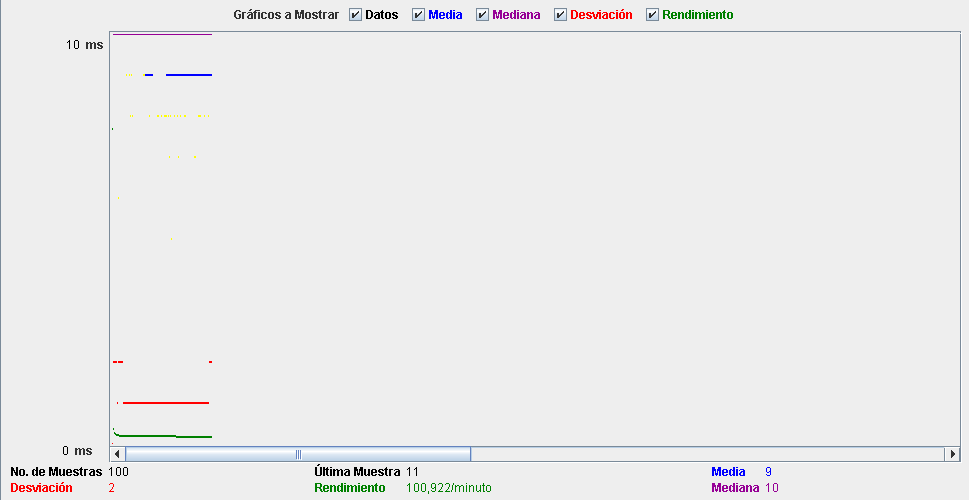 Gráficos a Mostrar Datos Media Mediana Desviación Rendimiento
10 ms
0 ms
No. de Muestras 100 Última Muestra 11 Media 9
Desviación 2 Rendimiento 100,922/minuto Mediana 10